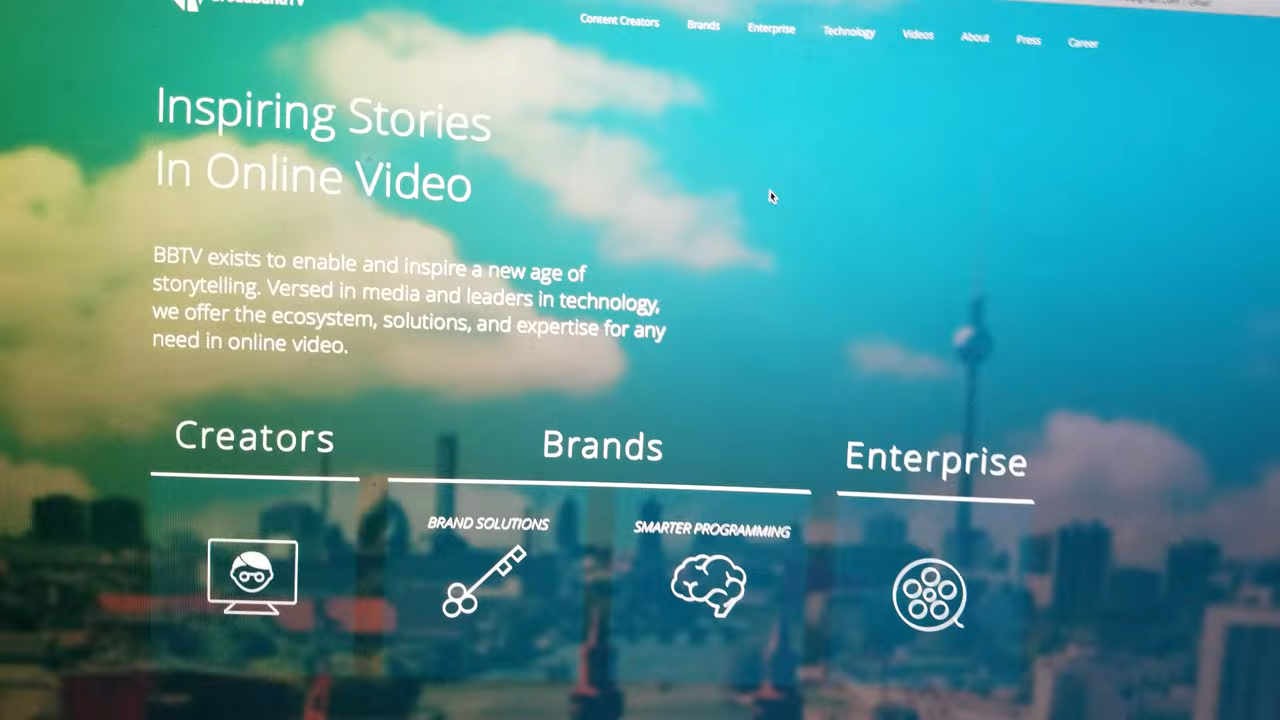 Content Creators Brands Enterprise Technology Videos About Press Career
Inspiring Stories
In Online Video
BBTV exists to enable and inspire a new age of
storytelling. Versed in media and leaders in technology,
we offer the ecosystem, solutions, and expertise for any
need in online video.
Creators Brands Enterprise
BRAND SOLUTIONS SMARTER PROGRAMMING